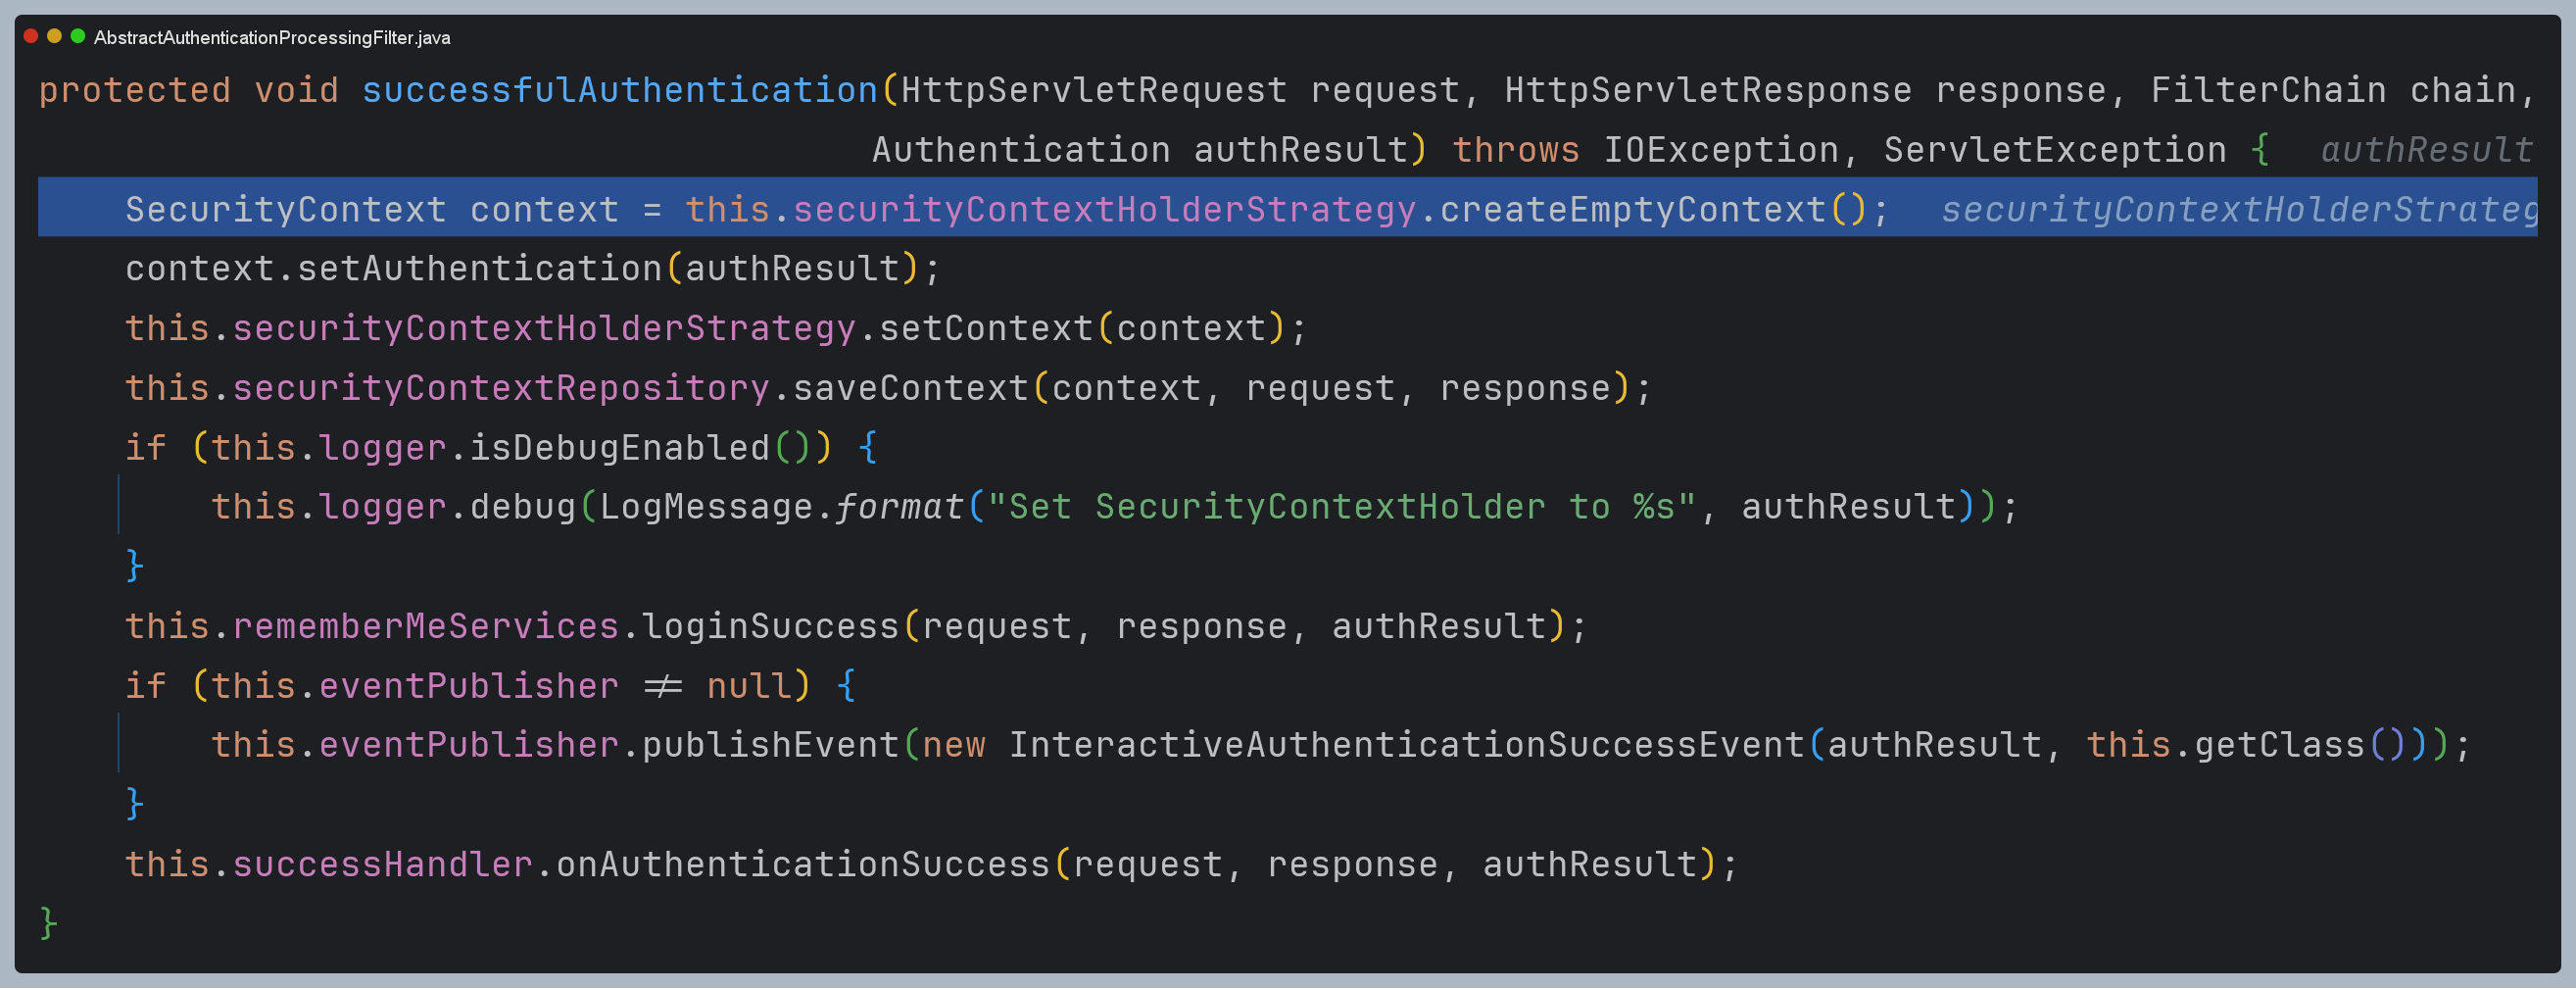 AbstractAuthenticationProcessingFilter.java
protected void successfulAuthentication(HttpServletRequest request, HttpServletResponse response, FilterChain chain,
Authentication authResult) throws IOException, ServletException { authResult
SecurityContext context = this.securityContextHolderStrategy.createEmptyContext(); securityContextHolderStrateg
context.setAuthentication(authResult);
this.securityContextHolderStrategy.setContext(context);
this.securityContextRepository.saveContext(context, request, response);
if (this.logger.isDebugEnabled()) {
this.logger.debug(LogMessage.format("Set SecurityContextHolder to %s", authResult));
}
this.rememberMeServices.loginSuccess(request, response, authResult);
if (this.eventPublisher != null) {
this.eventPublisher.publishEvent(new InteractiveAuthenticationSuccessEvent(authResult, this.getClass()));
}
this.successHandler.onAuthenticationSuccess(request, response, authResult);
}